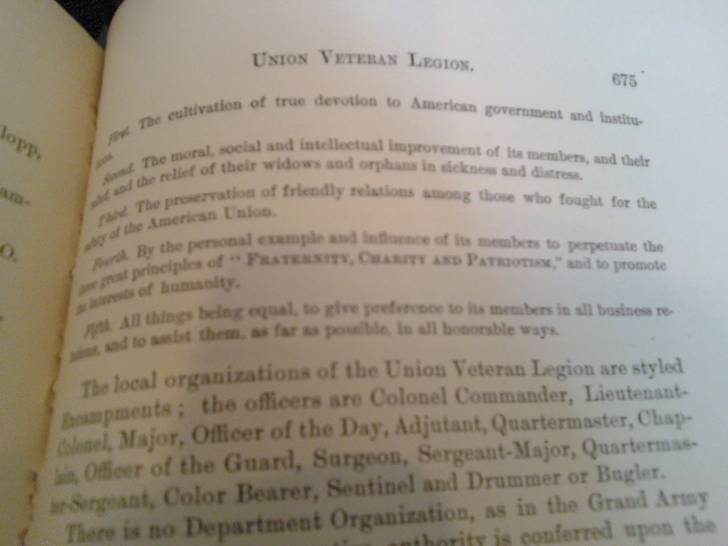 UNION VETERAN LEGION.
675
First. The cultivation of true devotion to American government and institu-
Second. The moral, social and intellectual improvement of its members, and their
and the relief of their widows and orphans in sickness and distress.
Third. The preservation of friendly relations among those who fought for the
of the American Union.
Fourth. By the personal example and influence of its members to perpetuate the
great principles of "FRATERNITY, CHARITY AND PATRIOTISM," and to promote
interests of humanity.
Fifth. All things being equal, to give preference to its members in all business re-
and to assist them, as far as possible, in all honorable ways.
The local organizations of the Union Veteran Legion are styled
Encampments; the officers are Colonel Commander, Lieutenant-
Colonel, Major, Officer of the Day, Adjutant, Quartermaster, Chap-
lain, Officer of the Guard, Surgeon, Sergeant-Major, Quartermas-
ter-Sergeant, Color Bearer, Sentinel and Drummer or Bugler.
There is no Department Organization, as in the Grand Army
authority is conferred upon the
lopp,
am-
O.